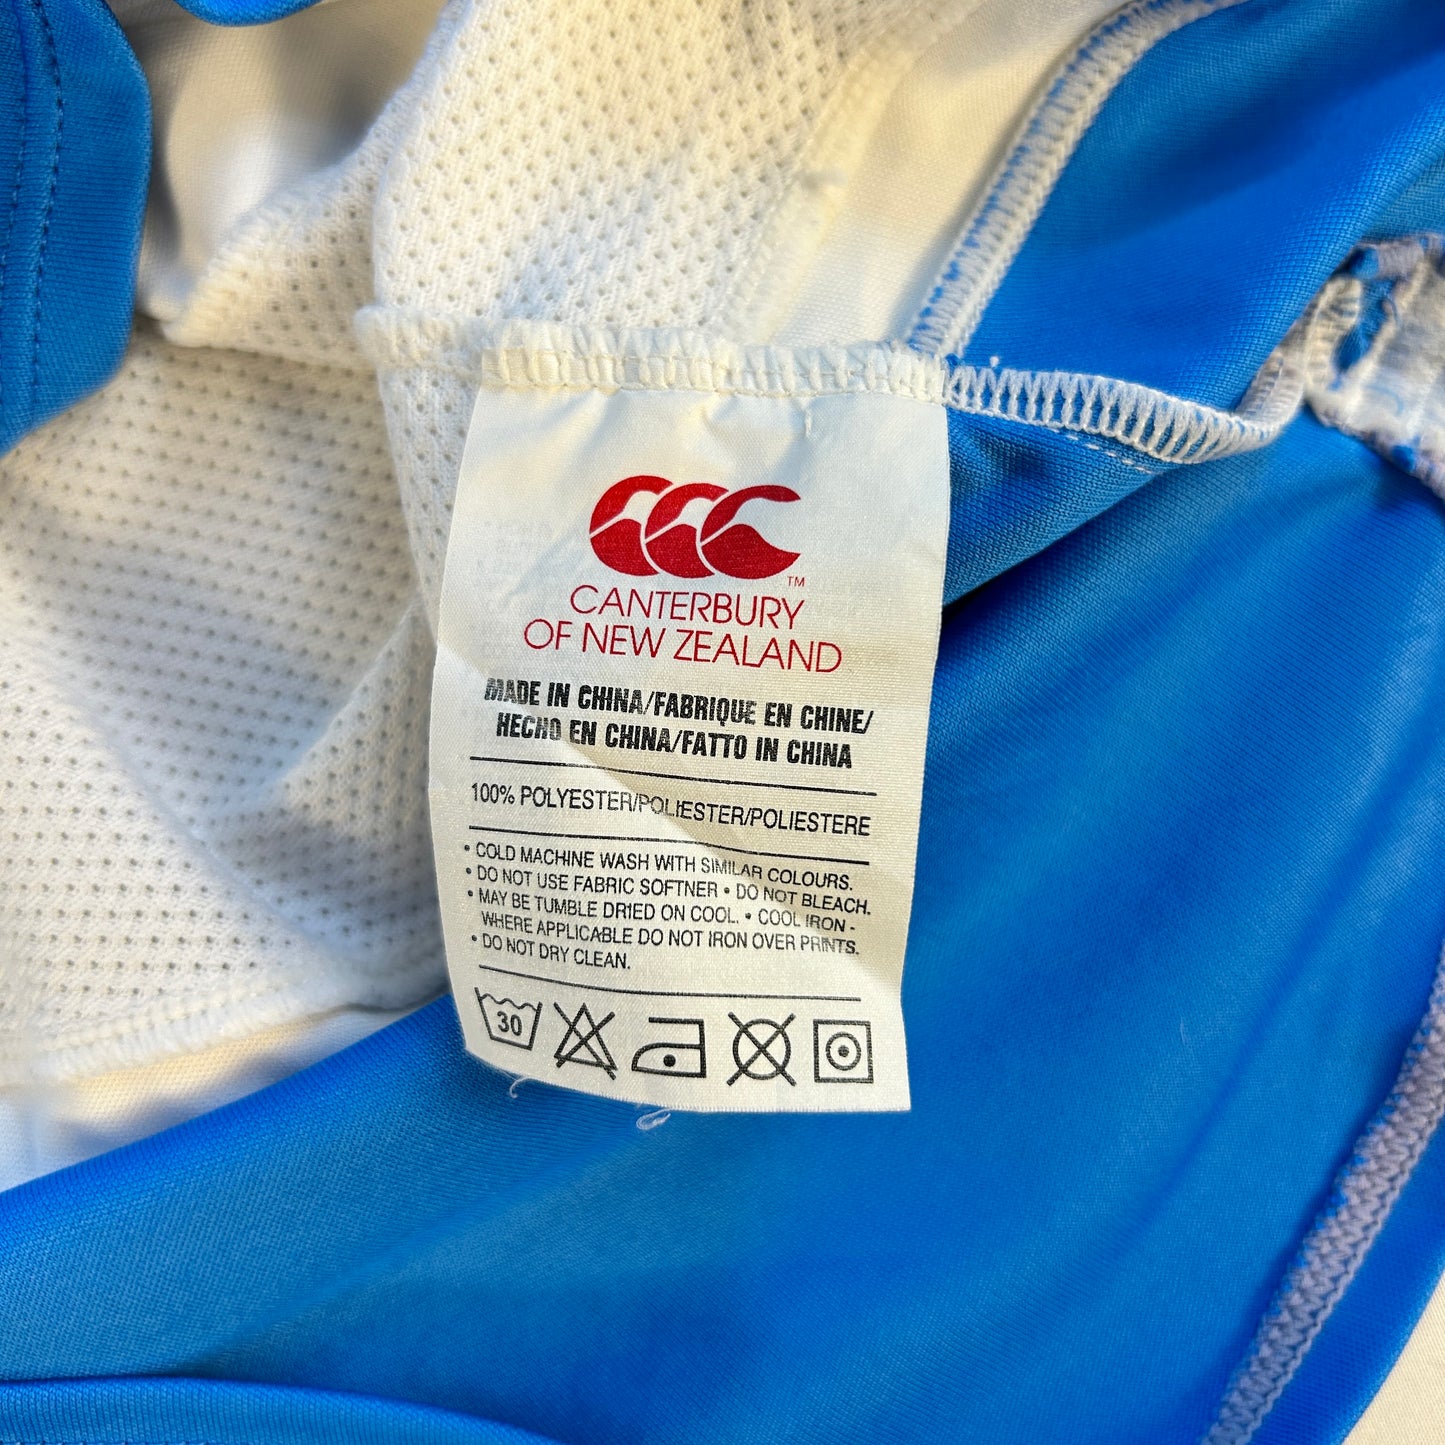 CCC
™
CANTERBURY
OF NEW ZEALAND
MADE IN CHINA/FABRIQUE EN CHINE/
HECHO EN CHINA/FATTO IN CHINA
100% POLYESTER/POLIESTER/POLIESTERE
• COLD MACHINE WASH WITH SIMILAR COLOURS.
• DO NOT USE FABRIC SOFTNER • DO NOT BLEACH.
• MAY BE TUMBLE DRIED ON COOL. • COOL IRON -
WHERE APPLICABLE DO NOT IRON OVER PRINTS.
• DO NOT DRY CLEAN.
30